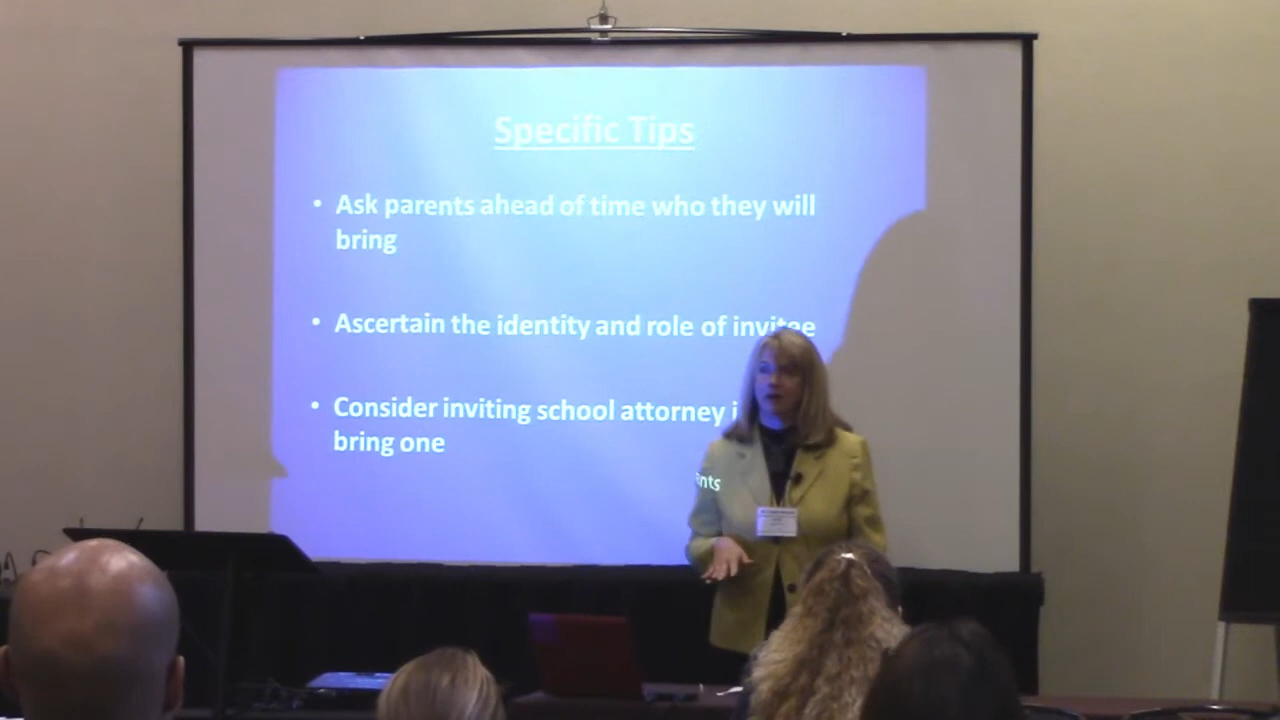 Specific Tips
• Ask parents ahead of time who they will
bring
• Ascertain the identity and role of invitee
• Consider inviting school attorney i
bring one
ents